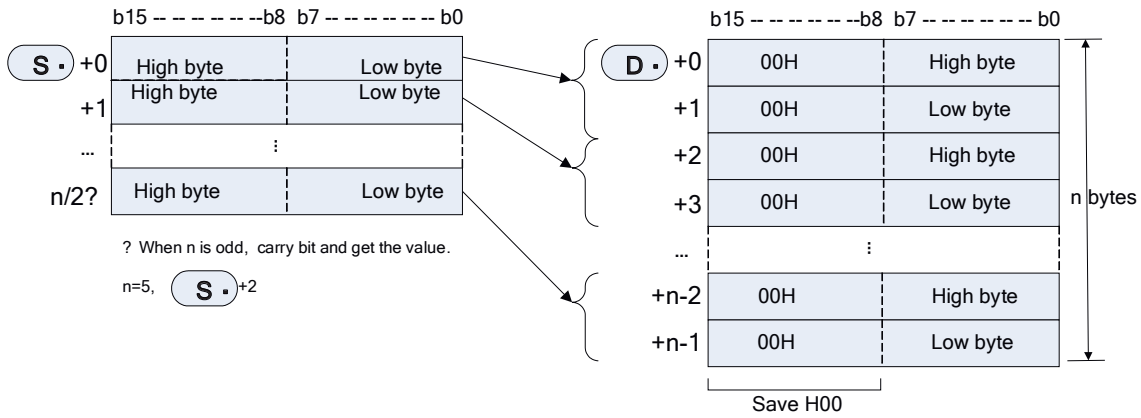 b15 -- -- -- -- -- --b8 b7 -- -- -- -- -- -- b0
S · +0 High byte Low byte
+1 High byte Low byte
... ⋮
n/2? High byte Low byte
? When n is odd, carry bit and get the value.
n=5, S · +2
b15 -- -- -- -- -- --b8 b7 -- -- -- -- -- -- b0
D · +0 00H High byte
+1 00H Low byte
+2 00H High byte
+3 00H Low byte
... ⋮
+n-2 00H High byte
+n-1 00H Low byte
n bytes
Save H00